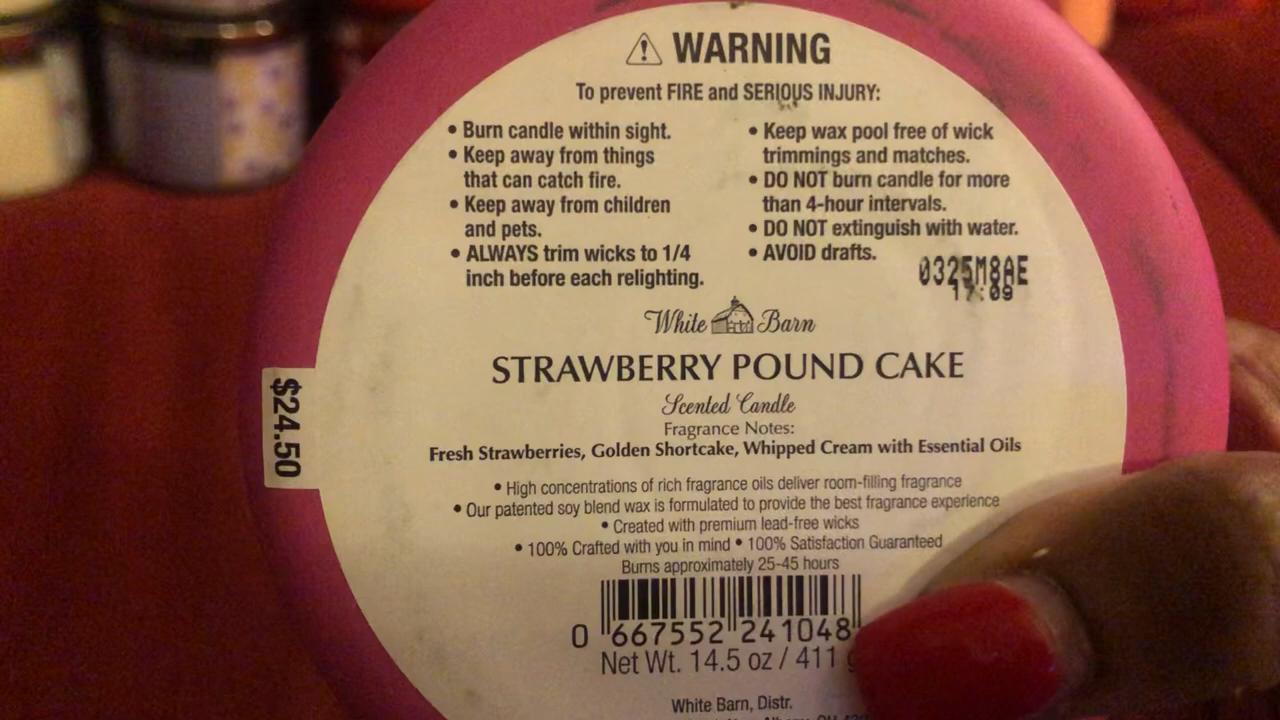 WARNING
To prevent FIRE and SERIOUS INJURY:
• Burn candle within sight.
• Keep away from things
that can catch fire.
• Keep away from children
and pets.
• ALWAYS trim wicks to 1/4
inch before each relighting.
• Keep wax pool free of wick
trimmings and matches.
• DO NOT burn candle for more
than 4-hour intervals.
• DO NOT extinguish with water.
• AVOID drafts.
0325M8AE
17:09
White Barn
STRAWBERRY POUND CAKE
Scented Candle
Fragrance Notes:
Fresh Strawberries, Golden Shortcake, Whipped Cream with Essential Oils
$24.50
• High concentrations of rich fragrance oils deliver room-filling fragrance
• Our patented soy blend wax is formulated to provide the best fragrance experience
• Created with premium lead-free wicks
• 100% Crafted with you in mind • 100% Satisfaction Guaranteed
Burns approximately 25-45 hours
0 667552 241048
Net Wt. 14.5 oz / 411 g
White Barn, Distr.